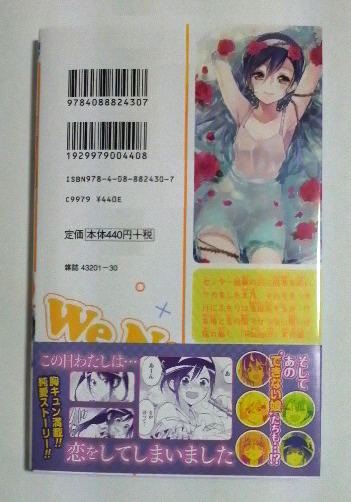 9784088824307
1929979004408
ISBN978-4-08-882430-7
C9979 ¥440E
定価 本体440円+税
雑誌 43201-30
We N
この日わたしは…
胸キュン満載!!
純愛ストーリー!!
恋をしてしまいました
そして
あの
"できない娘"
たちも…!?